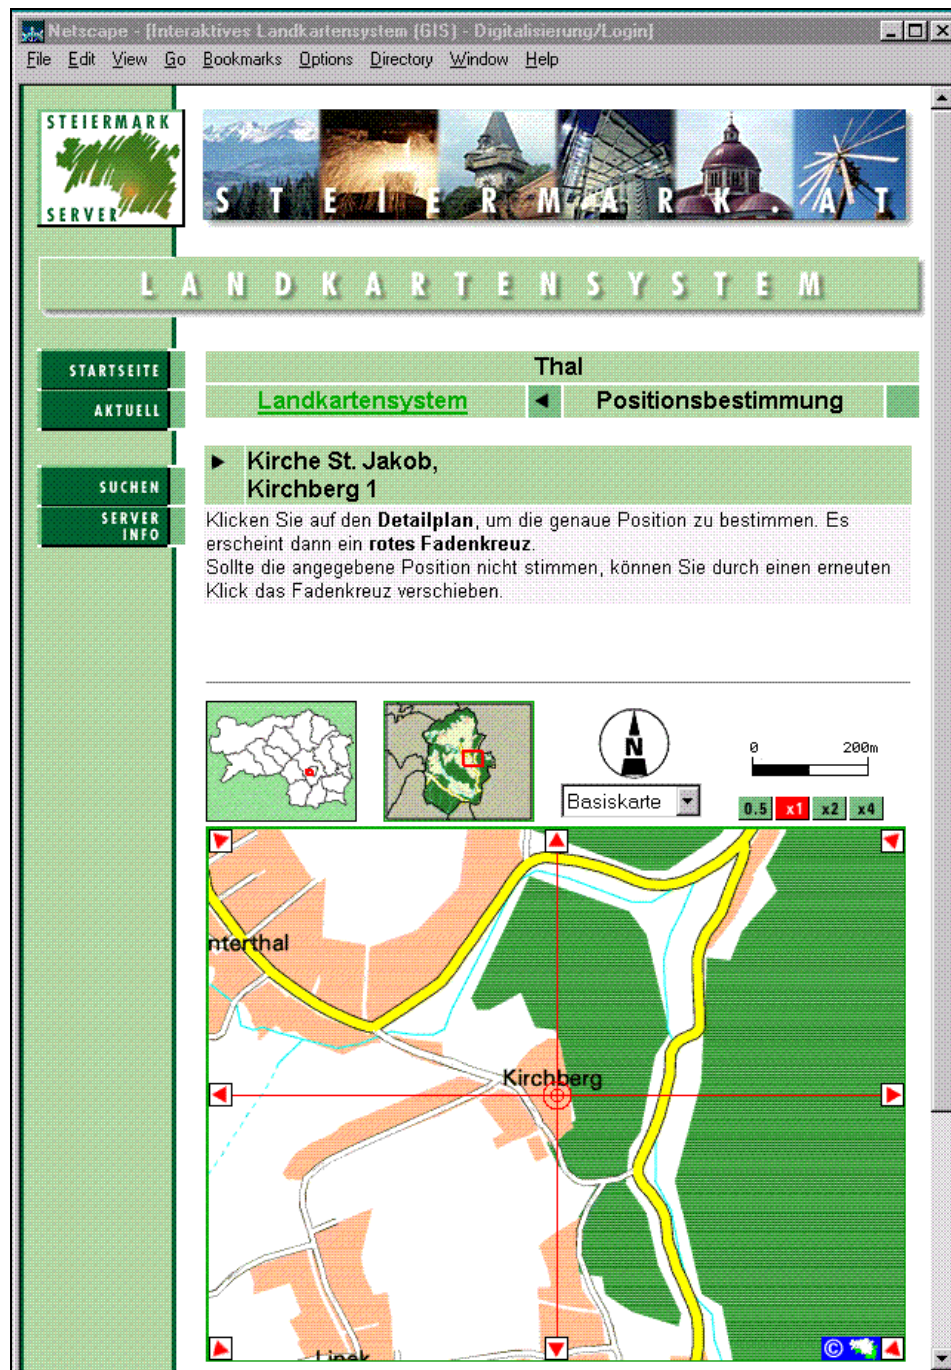 Netscape - [Interaktives Landkartensystem (GIS) - Digitalisierung/Login]
File Edit View Go Bookmarks Options Directory Window Help
STEIERMARK
SERVER
STEIERMARK.AT
LANDKARTENSYSTEM
STARTSEITE
AKTUELL
SUCHEN
SERVER
INFO
Thal
Landkartensystem
Positionsbestimmung
Kirche St. Jakob,
Kirchberg 1
Klicken Sie auf den Detailplan, um die genaue Position zu bestimmen. Es
erscheint dann ein rotes Fadenkreuz.
Sollte die angegebene Position nicht stimmen, können Sie durch einen erneuten
Klick das Fadenkreuz verschieben.
N
0 200m
Basiskarte
0.5 x1 x2 x4
nterthal
Kirchberg
©